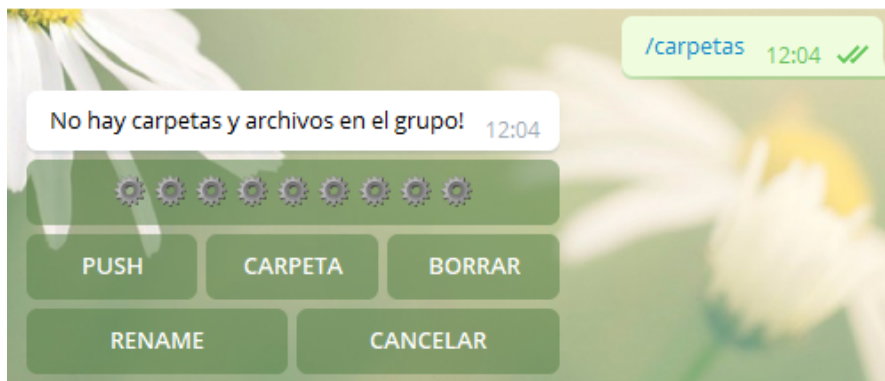 /carpetas 12:04
No hay carpetas y archivos en el grupo! 12:04
PUSH CARPETA BORRAR
RENAME CANCELAR